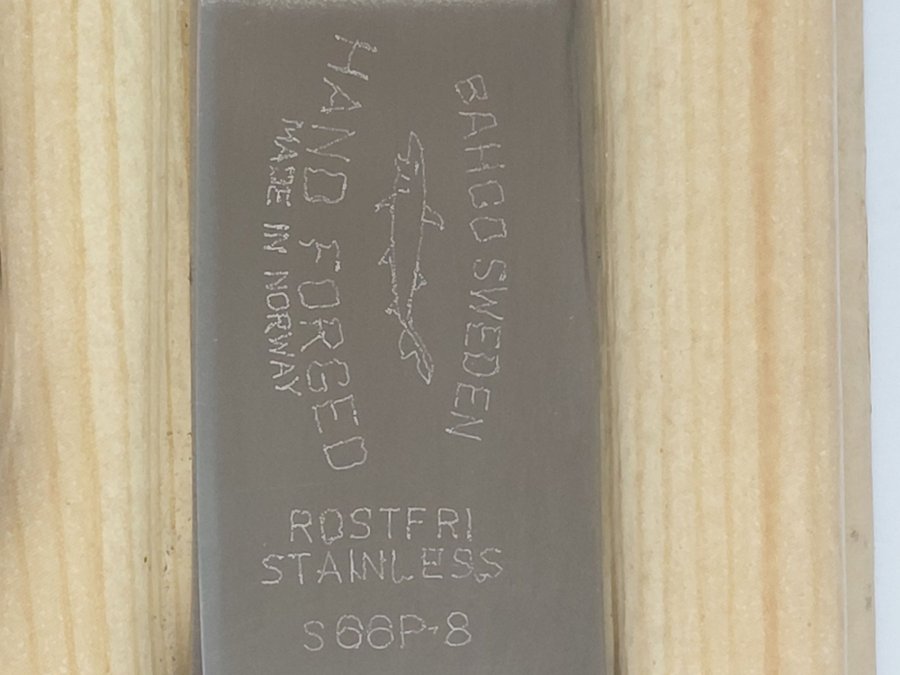 BAHCO SWEDEN
HAND FORGED
MADE IN NORWAY
ROSTFRI
STAINLESS
S66P-8